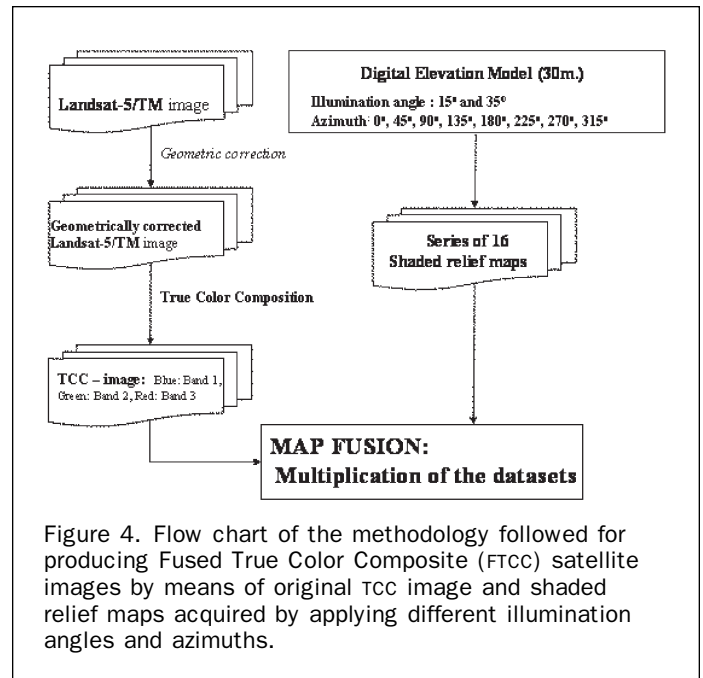 Landsat-5/TM image
Geometric correction
Geometrically corrected
Landsat-5/TM image
True Color Composition
TCC – image: Blue: Band 1,
Green: Band 2, Red: Band 3
Digital Elevation Model (30m.)
Illumination angle : 15° and 35°
Azimuth: 0°, 45°, 90°, 135°, 180°, 225°, 270°, 315°
Series of 16
Shaded relief maps
MAP FUSION:
Multiplication of the datasets
Figure 4. Flow chart of the methodology followed for
producing Fused True Color Composite (FTCC) satellite
images by means of original TCC image and shaded
relief maps acquired by applying different illumination
angles and azimuths.